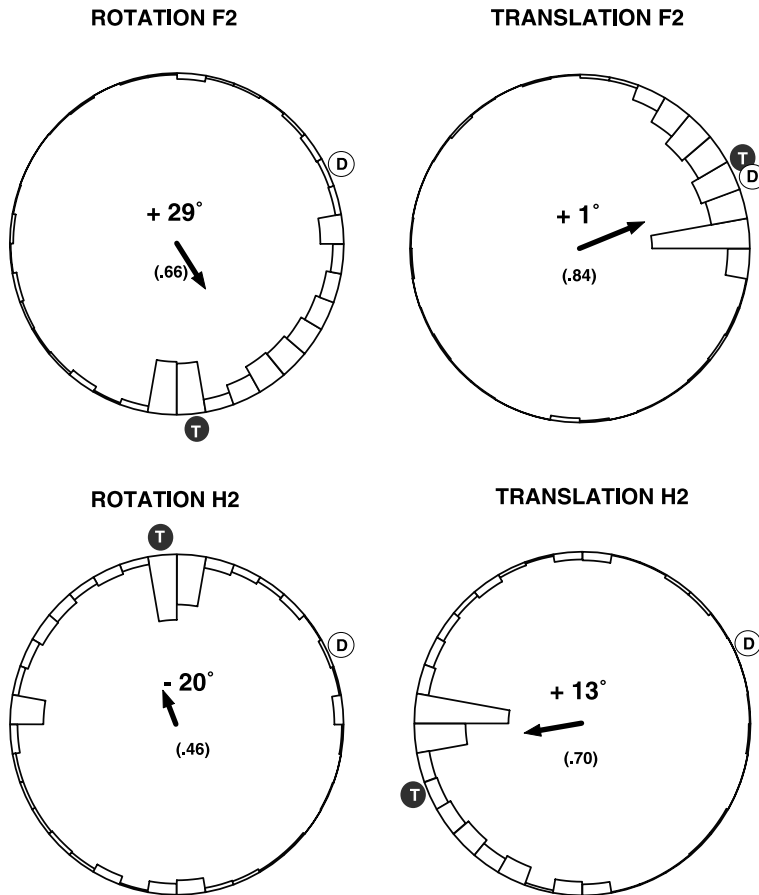 ROTATION F2
TRANSLATION F2
D
+ 29°
(.66)
T
T
D
+ 1°
(.84)
ROTATION H2
TRANSLATION H2
T
D
- 20°
(.46)
D
+ 13°
(.70)
T